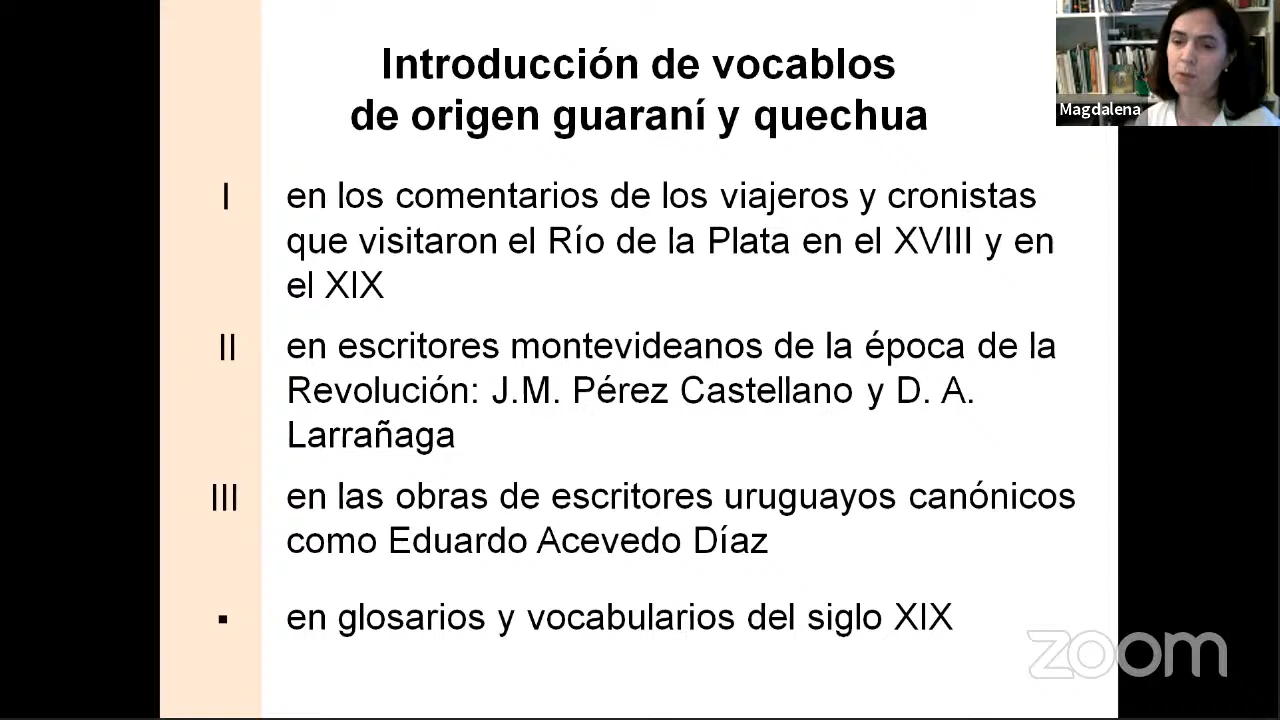 Introducción de vocablos
de origen guaraní y quechua
Magdalena
I en los comentarios de los viajeros y cronistas
que visitaron el Río de la Plata en el XVIII y en
el XIX
II en escritores montevideanos de la época de la
Revolución: J.M. Pérez Castellano y D. A.
Larrañaga
III en las obras de escritores uruguayos canónicos
como Eduardo Acevedo Díaz
▪ en glosarios y vocabularios del siglo XIX
zoom